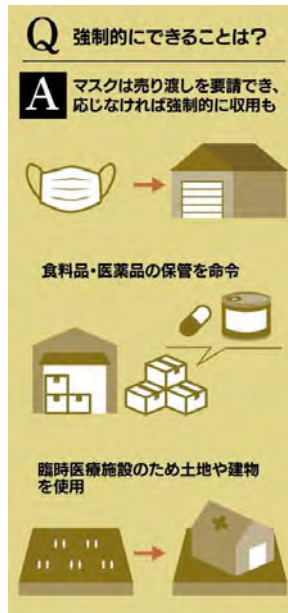 Q 強制的にできることは?
A マスクは売り渡しを要請でき、
応じなければ強制的に収用も
食料品・医薬品の保管を命令
臨時医療施設のため土地や建物
を使用